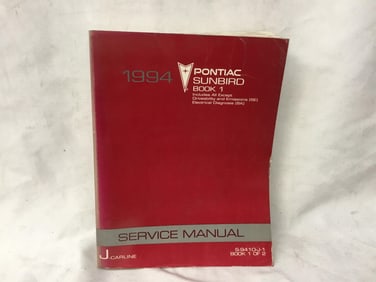 1994
PONTIAC
SUNBIRD
BOOK 1
Includes All Except
Driveability and Emissions (6E)
Electrical Diagnosis (8A)
SERVICE MANUAL
J CARLINE
S-9410-J-1
BOOK 1 OF 2